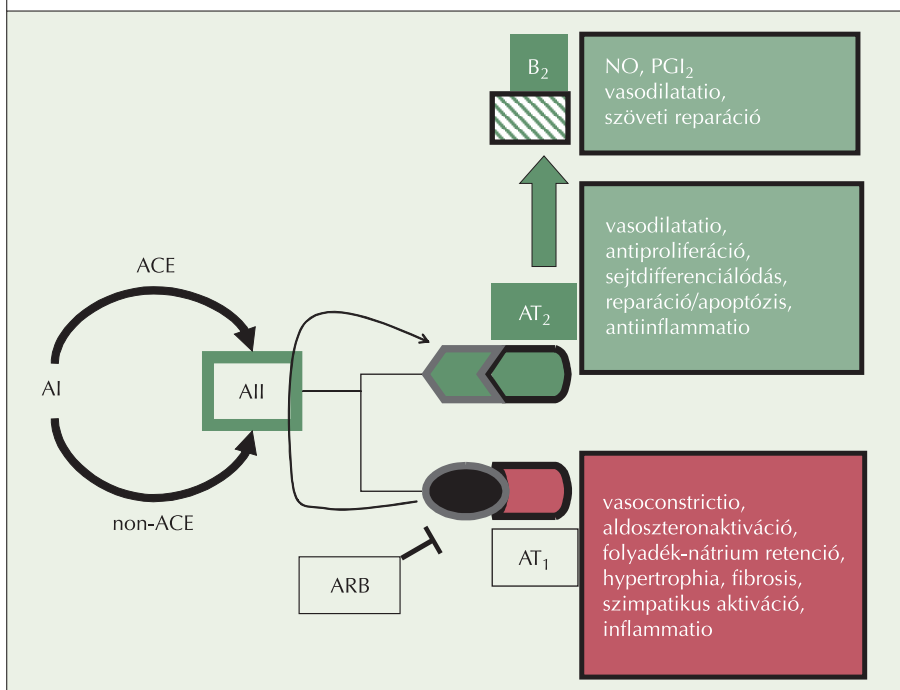 B₂
NO, PGI₂
vasodilatatio,
szöveti reparáció
vasodilatatio,
antiproliferáció,
sejtdifferenciálódás,
reparáció/apoptózis,
antiinflammatio
ACE
AT₂
AI
AII
non-ACE
ARB
AT₁
vasoconstrictio,
aldoszteronaktiváció,
folyadék-nátrium retenció,
hypertrophia, fibrosis,
szimpatikus aktiváció,
inflammatio